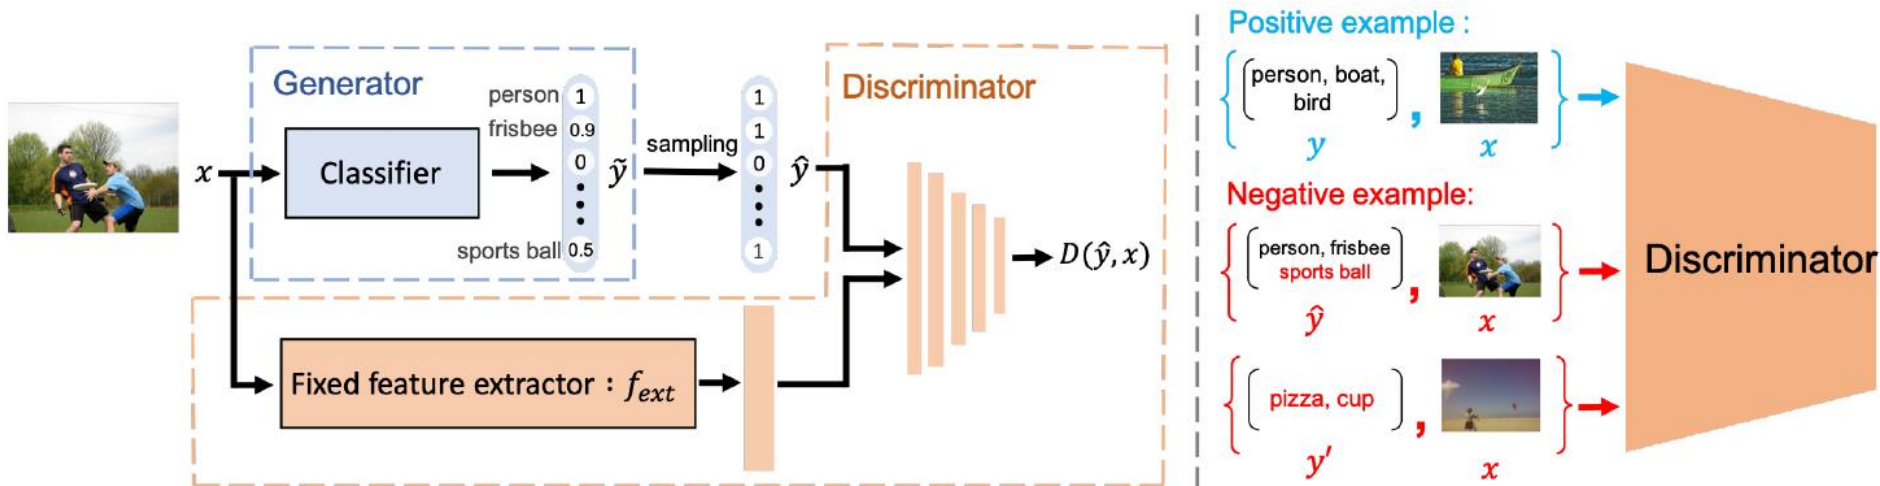 Generator
person 1
frisbee 0.9
0
sports ball 0.5
x
Classifier
ỹ
sampling
1
1
0
1
ŷ
Discriminator
D(ŷ, x)
Fixed feature extractor : f_ext
Positive example :
{ ( person, boat,
bird ) , }
y x
Negative example:
{ ( person, frisbee
sports ball ) , }
ŷ x
{ ( pizza, cup ) , }
y′ x
Discriminator